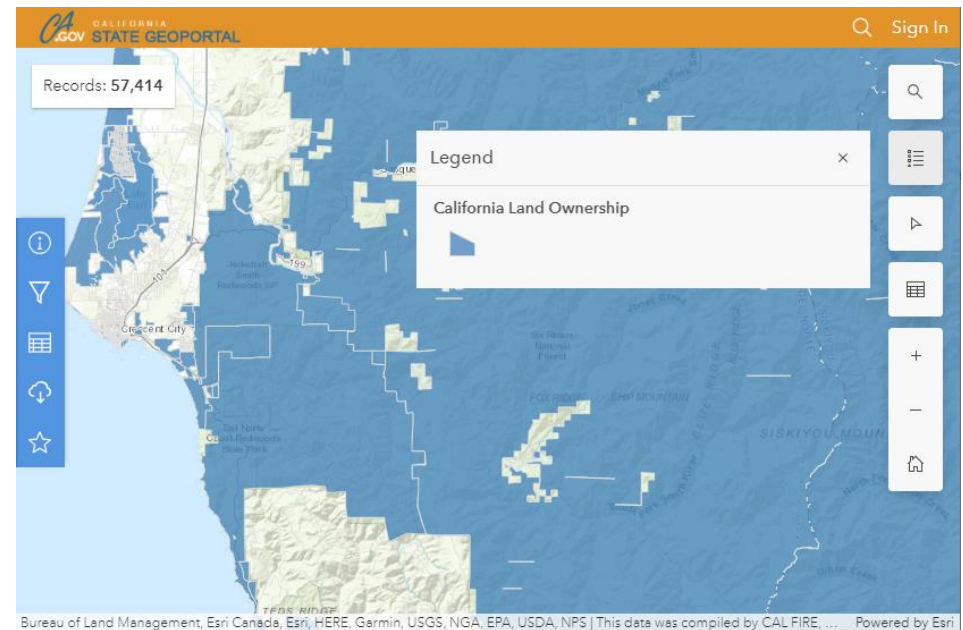 CA
.GOV
CALIFORNIA
STATE GEOPORTAL
Sign In
Records: 57,414
Legend
California Land Ownership
gue
199
Jedediah
Smith
Redwoods SP
101
Crescent City
Six Rivers
National
Forest
FOX RIDGE
SHIP MOUNTAIN
SISKIYOU MOUN
Del Norte
Coast Redwoods
State Park
TEDS RIDGE
Bureau of Land Management, Esri Canada, Esri, HERE, Garmin, USGS, NGA, EPA, USDA, NPS | This data was compiled by CAL FIRE, ...
Powered by Esri